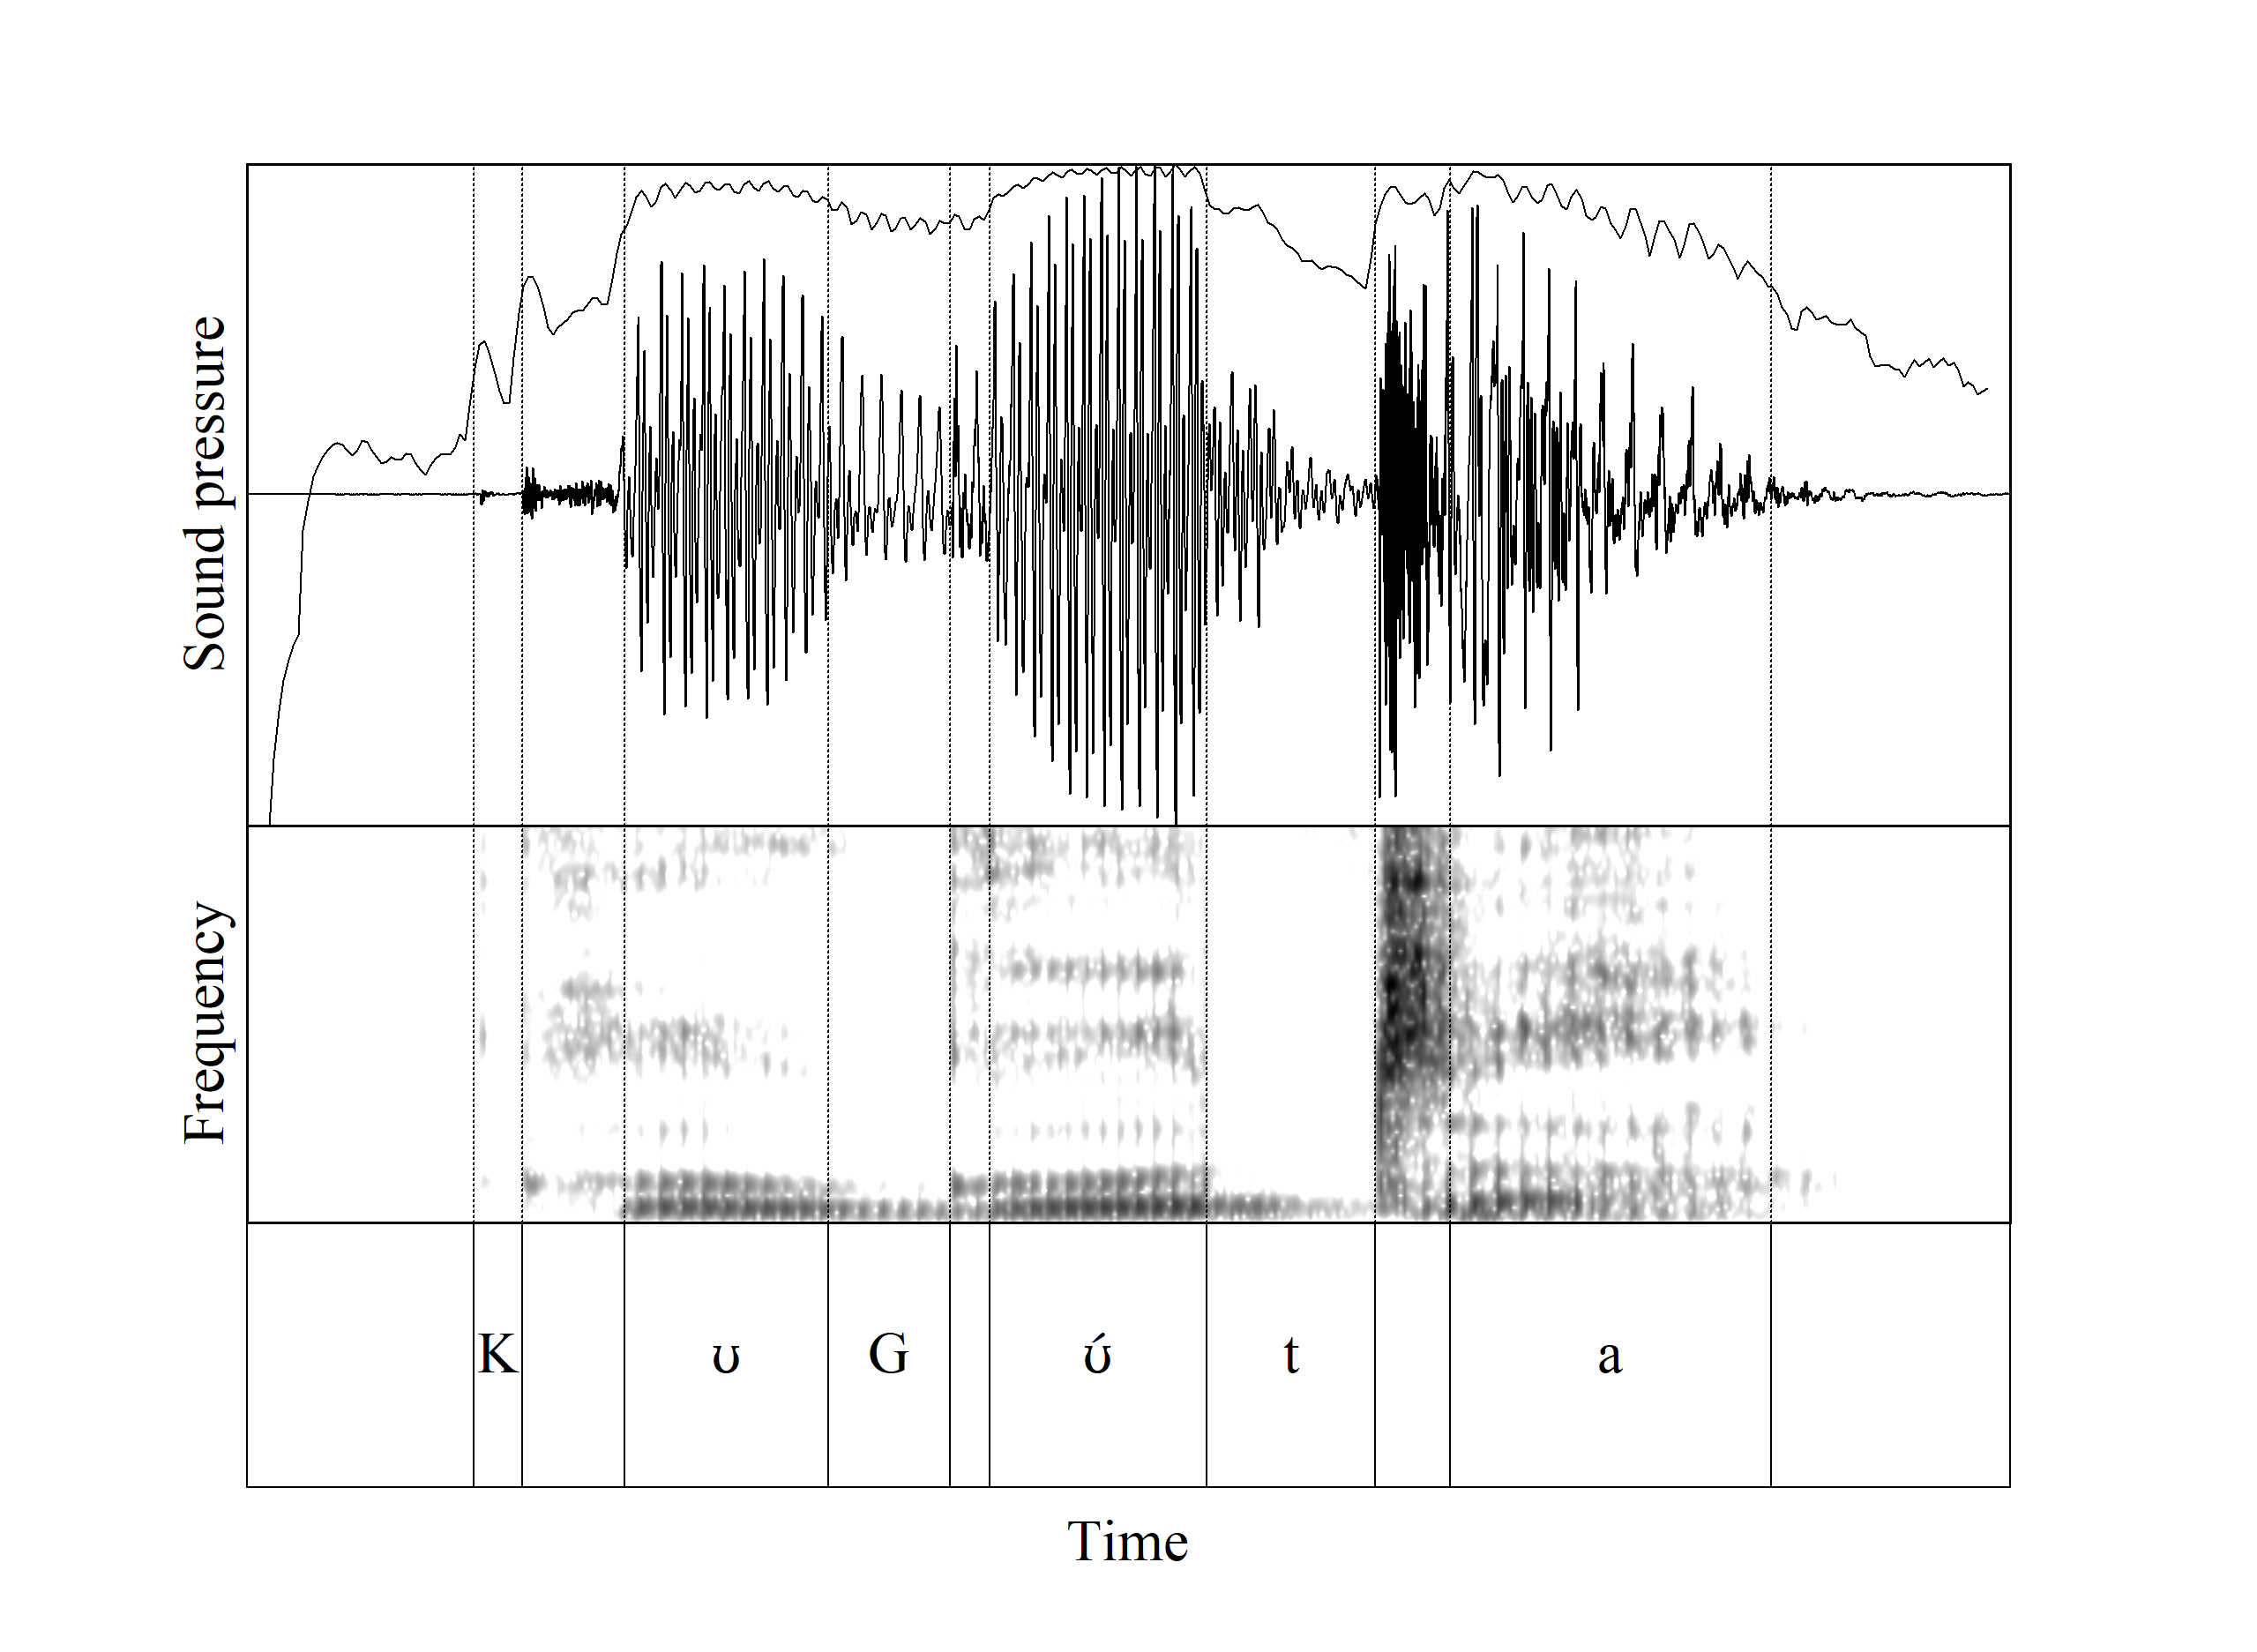 Sound pressure
Frequency
K ʊ G ʊ́ t a
Time